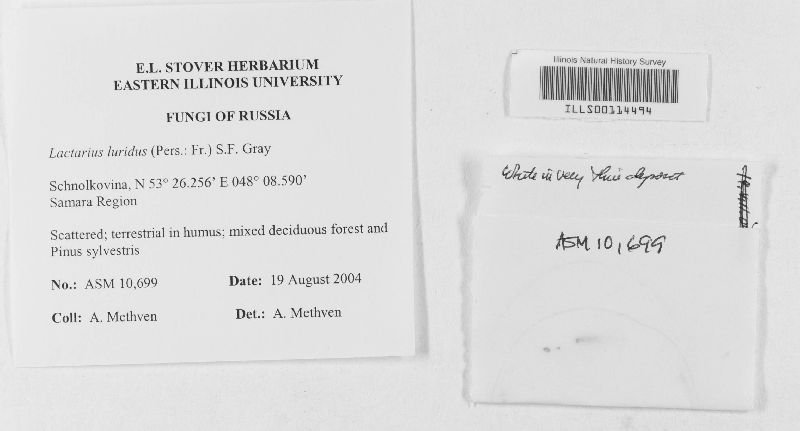 E.L. STOVER HERBARIUM
EASTERN ILLINOIS UNIVERSITY
FUNGI OF RUSSIA
Lactarius luridus (Pers.: Fr.) S.F. Gray
Schnolkovina, N 53° 26.256' E 048° 08.590'
Samara Region
Scattered; terrestrial in humus; mixed deciduous forest and
Pinus sylvestris
No.: ASM 10,699 Date: 19 August 2004
Coll: A. Methven Det.: A. Methven
Illinois Natural History Survey
ILLS00114494
White in very thin deposit
ASM 10,699